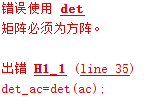 错误使用 det
矩阵必须为方阵。
出错 H1_1 (line 35)
det_ac=det(ac);